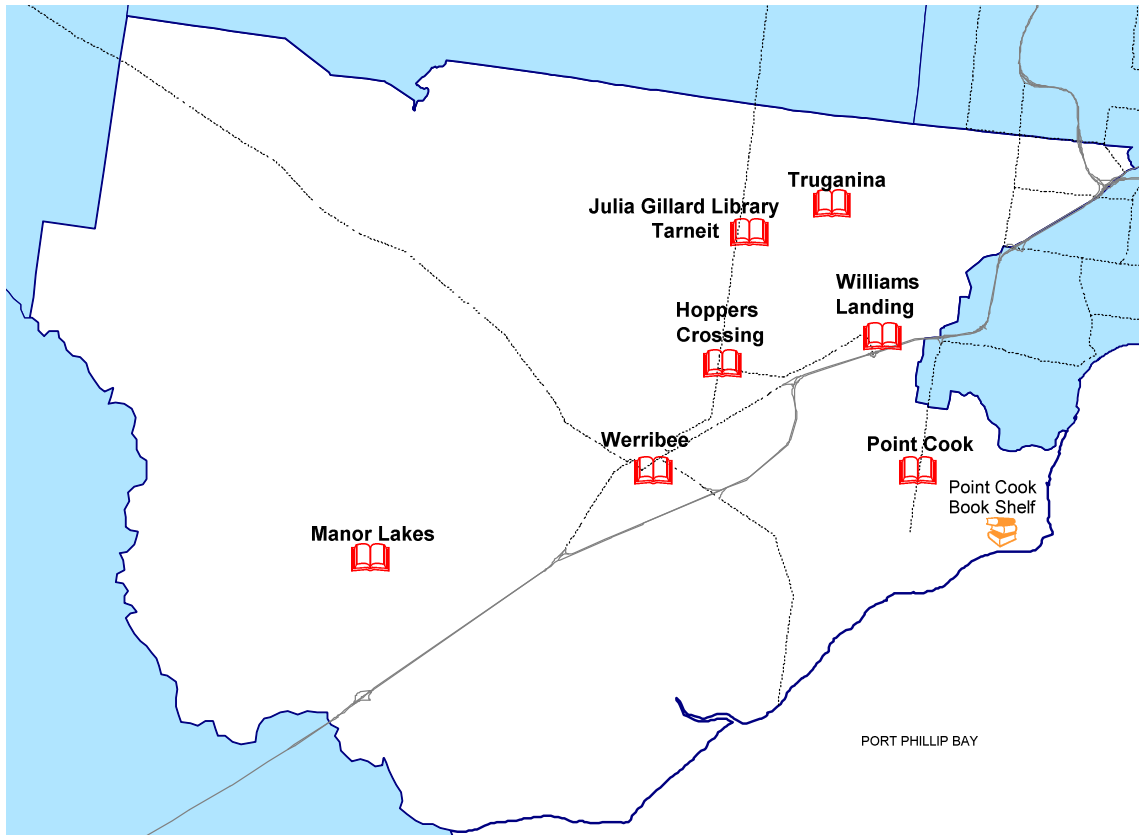 Truganina
Julia Gillard Library
Tarneit
Williams
Landing
Hoppers
Crossing
Werribee
Point Cook
Point Cook
Book Shelf
Manor Lakes
PORT PHILLIP BAY